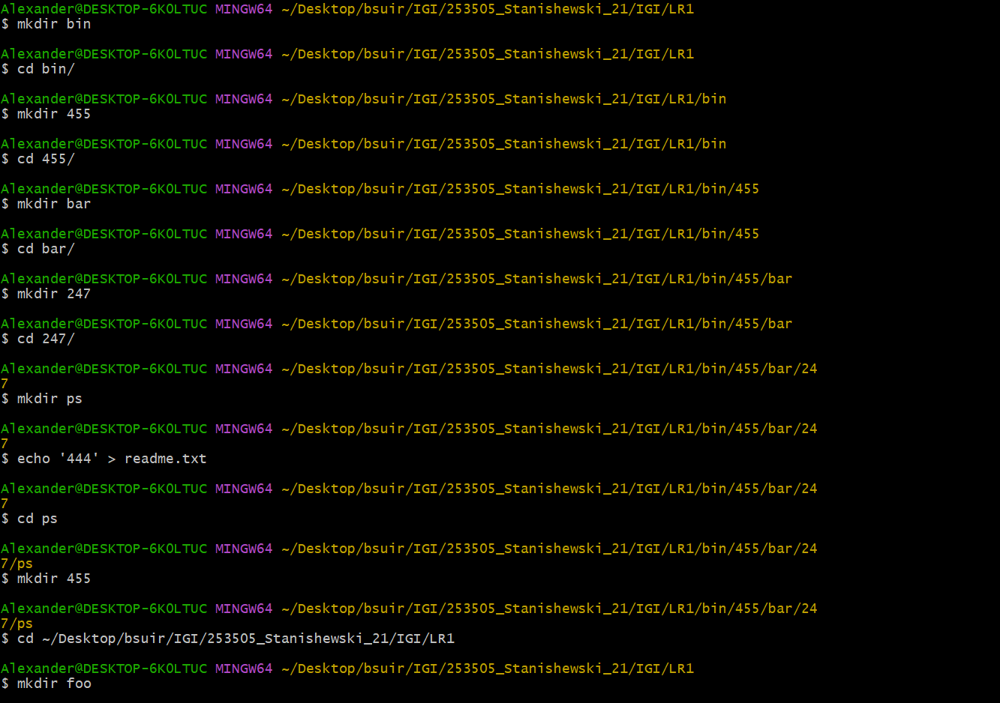 Alexander@DESKTOP-6K0LTUC MINGW64 ~/Desktop/bsuir/IGI/253505_Stanishewski_21/IGI/LR1
$ mkdir bin
Alexander@DESKTOP-6K0LTUC MINGW64 ~/Desktop/bsuir/IGI/253505_Stanishewski_21/IGI/LR1
$ cd bin/
Alexander@DESKTOP-6K0LTUC MINGW64 ~/Desktop/bsuir/IGI/253505_Stanishewski_21/IGI/LR1/bin
$ mkdir 455
Alexander@DESKTOP-6K0LTUC MINGW64 ~/Desktop/bsuir/IGI/253505_Stanishewski_21/IGI/LR1/bin
$ cd 455/
Alexander@DESKTOP-6K0LTUC MINGW64 ~/Desktop/bsuir/IGI/253505_Stanishewski_21/IGI/LR1/bin/455
$ mkdir bar
Alexander@DESKTOP-6K0LTUC MINGW64 ~/Desktop/bsuir/IGI/253505_Stanishewski_21/IGI/LR1/bin/455
$ cd bar/
Alexander@DESKTOP-6K0LTUC MINGW64 ~/Desktop/bsuir/IGI/253505_Stanishewski_21/IGI/LR1/bin/455/bar
$ mkdir 247
Alexander@DESKTOP-6K0LTUC MINGW64 ~/Desktop/bsuir/IGI/253505_Stanishewski_21/IGI/LR1/bin/455/bar
$ cd 247/
Alexander@DESKTOP-6K0LTUC MINGW64 ~/Desktop/bsuir/IGI/253505_Stanishewski_21/IGI/LR1/bin/455/bar/24
7
$ mkdir ps
Alexander@DESKTOP-6K0LTUC MINGW64 ~/Desktop/bsuir/IGI/253505_Stanishewski_21/IGI/LR1/bin/455/bar/24
7
$ echo '444' > readme.txt
Alexander@DESKTOP-6K0LTUC MINGW64 ~/Desktop/bsuir/IGI/253505_Stanishewski_21/IGI/LR1/bin/455/bar/24
7
$ cd ps
Alexander@DESKTOP-6K0LTUC MINGW64 ~/Desktop/bsuir/IGI/253505_Stanishewski_21/IGI/LR1/bin/455/bar/24
7/ps
$ mkdir 455
Alexander@DESKTOP-6K0LTUC MINGW64 ~/Desktop/bsuir/IGI/253505_Stanishewski_21/IGI/LR1/bin/455/bar/24
7/ps
$ cd ~/Desktop/bsuir/IGI/253505_Stanishewski_21/IGI/LR1
Alexander@DESKTOP-6K0LTUC MINGW64 ~/Desktop/bsuir/IGI/253505_Stanishewski_21/IGI/LR1
$ mkdir foo